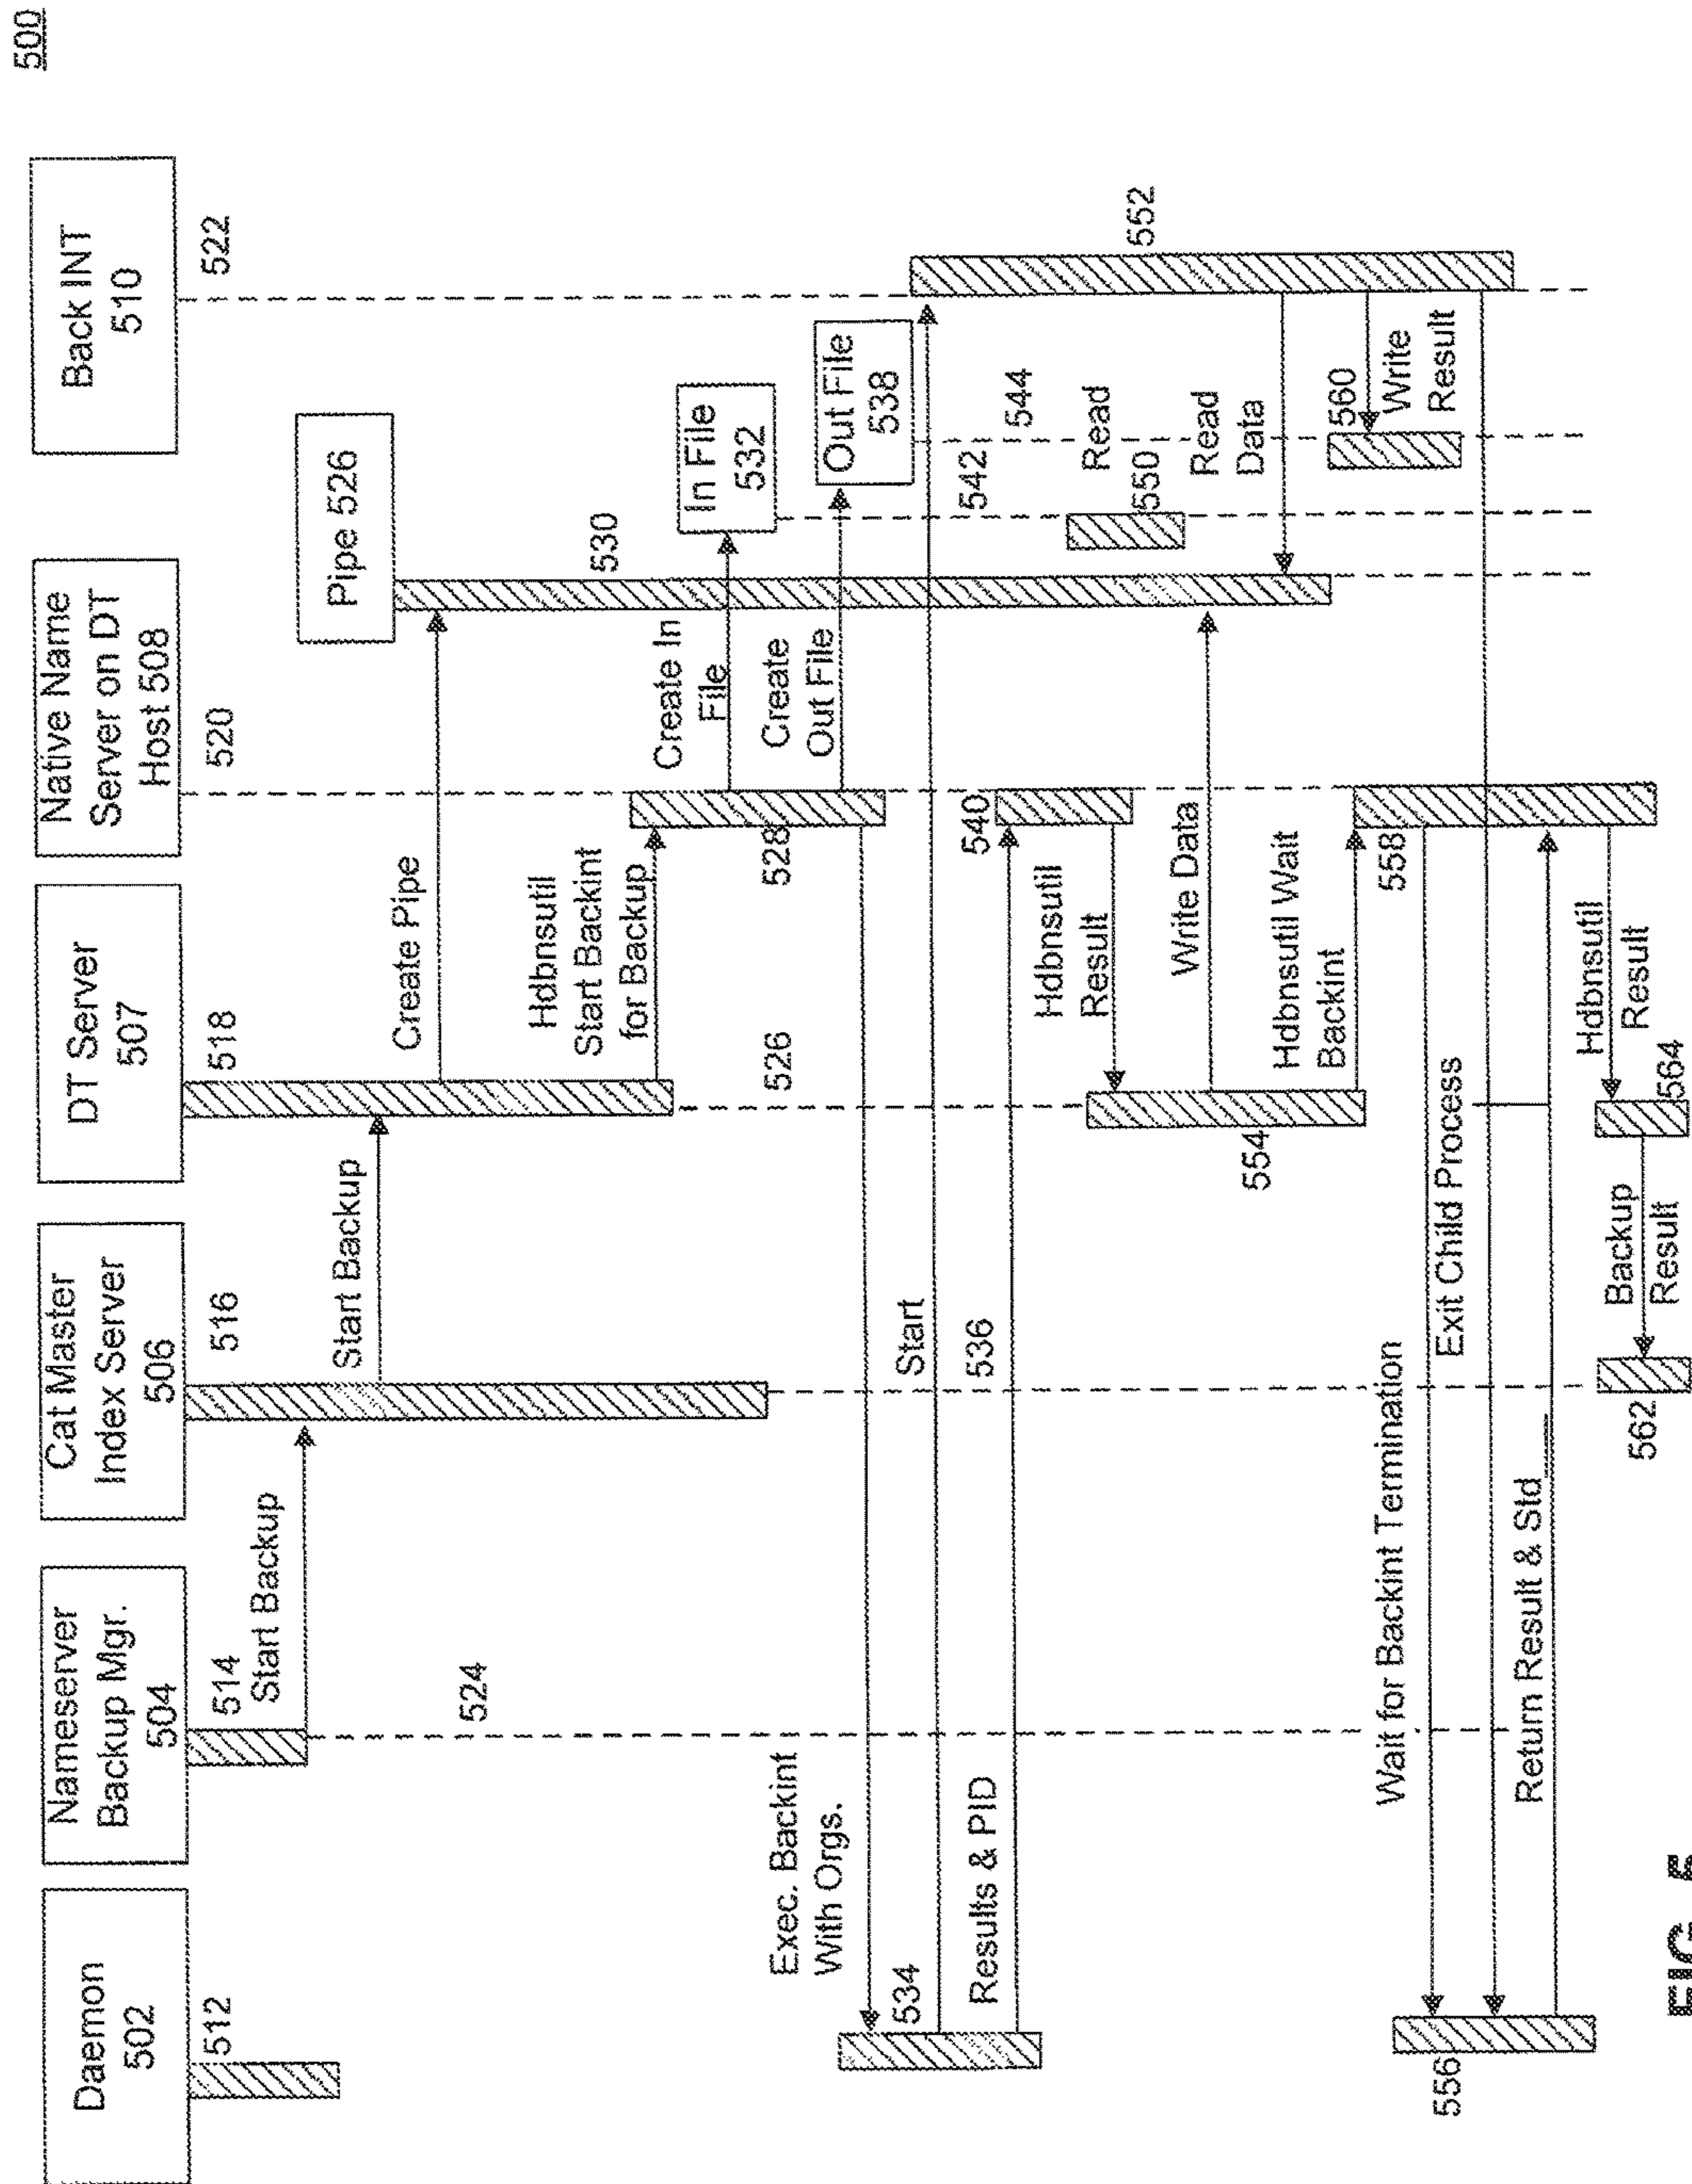 500
Daemon
502
Nameserver
Backup Mgr.
504
Cat Master
Index Server
506
DT Server
507
Native Name
Server on DT
Host 508
Back INT
510
512
514
516
518
520
522
Start Backup
Start Backup
524
Pipe 526
Create Pipe
530
Hdbnsutil
Start Backint
for Backup
528
526
In File
532
Create In
File
Out File
538
Create
Out File
Exec. Backint
With Orgs.
534
Start
536
Results & PID
540
542
544
Hdbnsutil
Result
Read
550
552
Write Data
Read
Data
554
Hdbnsutil Wait
Backint
558
560
Write
Result
Wait for Backint Termination
556
Exit Child Process
Return Result & Std_
Hdbnsutil
Result
564
Backup
Result
562
FIG. 5